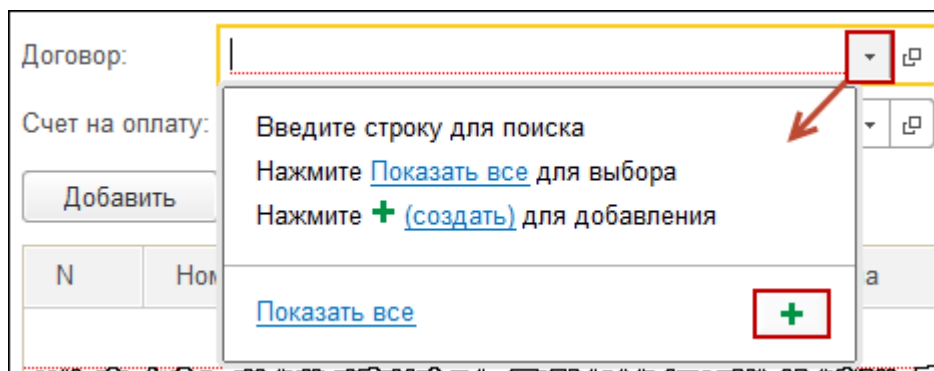 Договор:
Счет на оплату:
Введите строку для поиска
Нажмите Показать все для выбора
Нажмите + (создать) для добавления
Добавить
N
Показать все
+